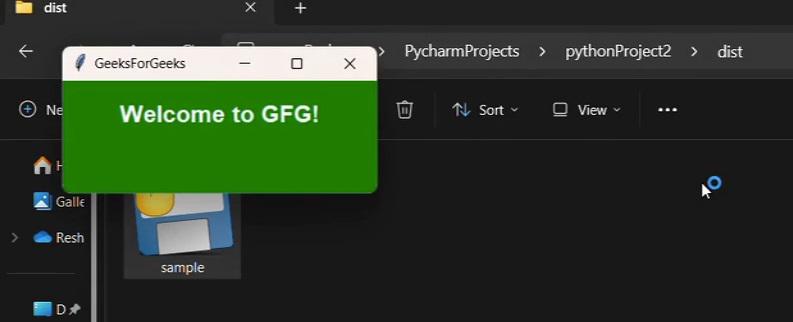 dist
PycharmProjects > pythonProject2 > dist
GeeksForGeeks
Ne
Sort
View
Welcome to GFG!
H
Galle
Resh
sample
D